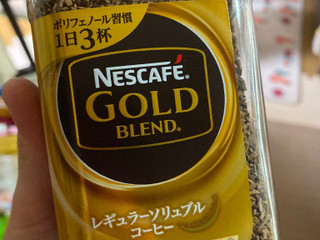 ポリフェノール習慣
1日3杯
NESCAFÉ®
GOLD
BLEND®
レギュラーソリュブル
コーヒー